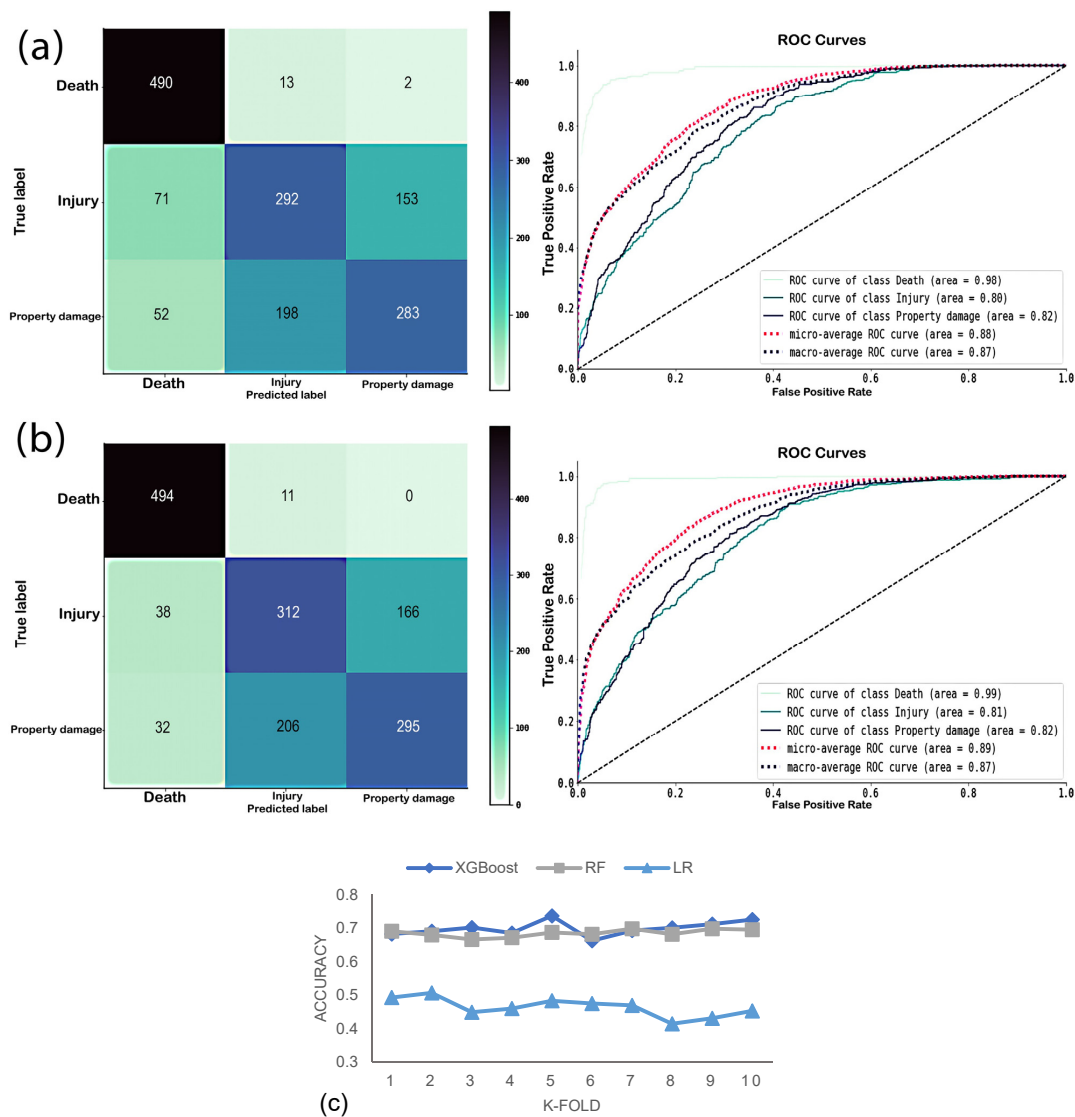 (a)
Death
Injury
Property damage
True label
490 13 2
71 292 153
52 198 283
Death
Injury
Property damage
Predicted label
400
300
200
100
ROC Curves
True Positive Rate
1.0
0.8
0.6
0.4
0.2
0.0
ROC curve of class Death (area = 0.98)
ROC curve of class Injury (area = 0.80)
ROC curve of class Property damage (area = 0.82)
micro-average ROC curve (area = 0.88)
macro-average ROC curve (area = 0.87)
0.0 0.2 0.4 0.6 0.8 1.0
False Positive Rate
(b)
Death
Injury
Property damage
True label
494 11 0
38 312 166
32 206 295
Death
Injury
Property damage
Predicted label
400
300
200
100
0
ROC Curves
True Positive Rate
1.0
0.8
0.6
0.4
0.2
0.0
ROC curve of class Death (area = 0.99)
ROC curve of class Injury (area = 0.81)
ROC curve of class Property damage (area = 0.82)
micro-average ROC curve (area = 0.89)
macro-average ROC curve (area = 0.87)
0.0 0.2 0.4 0.6 0.8 1.0
False Positive Rate
XGBoost RF LR
ACCURACY
0.8
0.7
0.6
0.5
0.4
0.3
1 2 3 4 5 6 7 8 9 10
K-FOLD
(c)